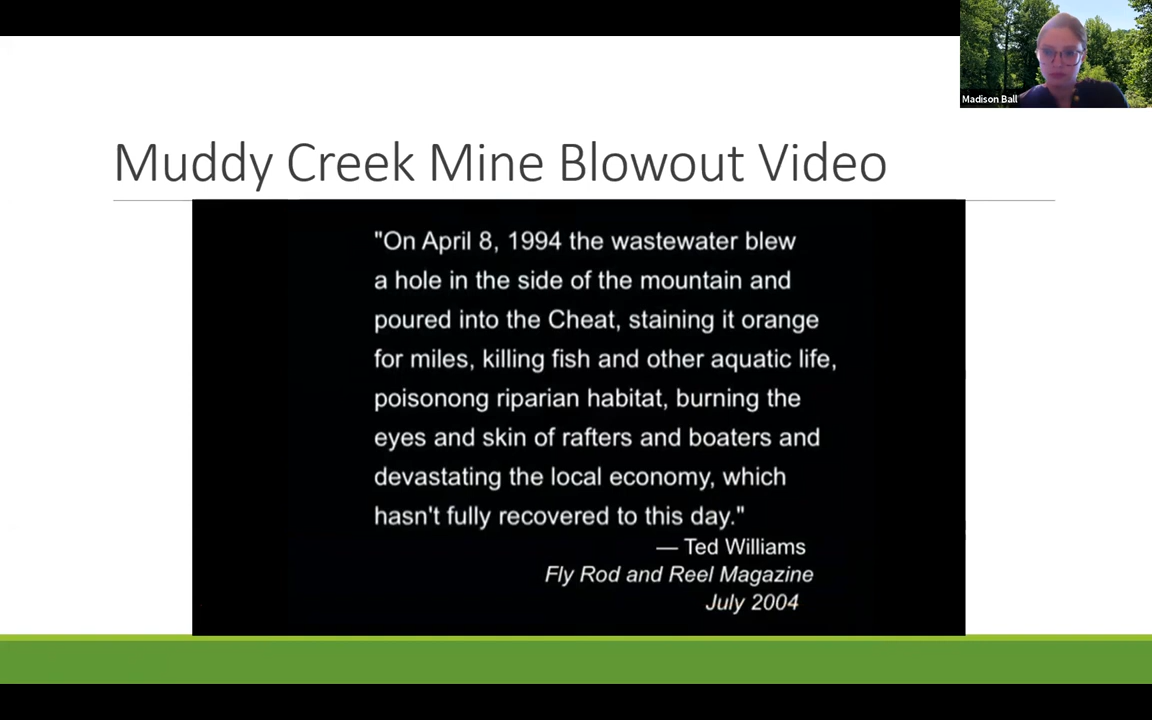 Madison Ball
Muddy Creek Mine Blowout Video
"On April 8, 1994 the wastewater blew
a hole in the side of the mountain and
poured into the Cheat, staining it orange
for miles, killing fish and other aquatic life,
poisonong riparian habitat, burning the
eyes and skin of rafters and boaters and
devastating the local economy, which
hasn't fully recovered to this day."
— Ted Williams
Fly Rod and Reel Magazine
July 2004